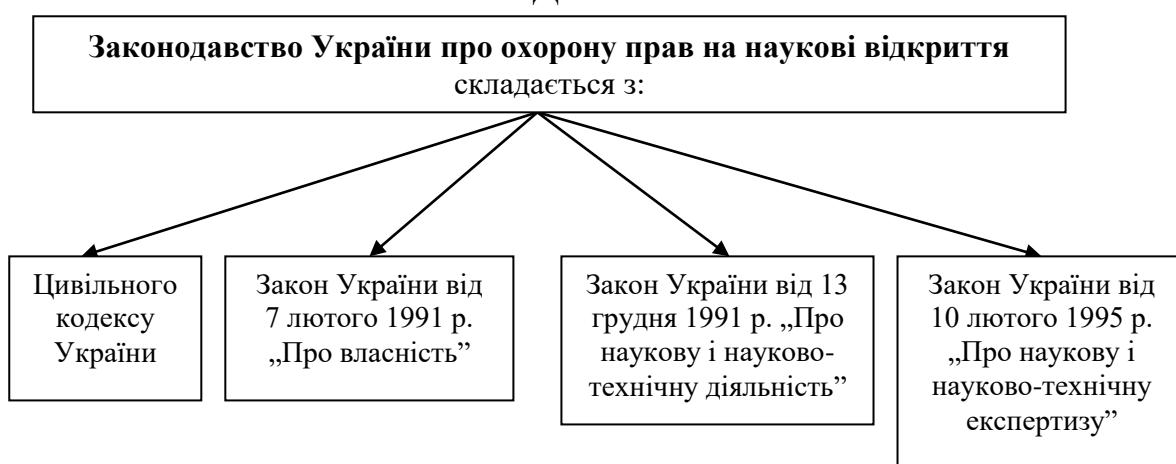 Законодавство України про охорону прав на наукові відкриття
складається з:
Цивільного
кодексу
України
Закон України від
7 лютого 1991 р.
„Про власність”
Закон України від 13
грудня 1991 р. „Про
наукову і науково-
технічну діяльність”
Закон України від
10 лютого 1995 р.
„Про наукову і
науково-технічну
експертизу”